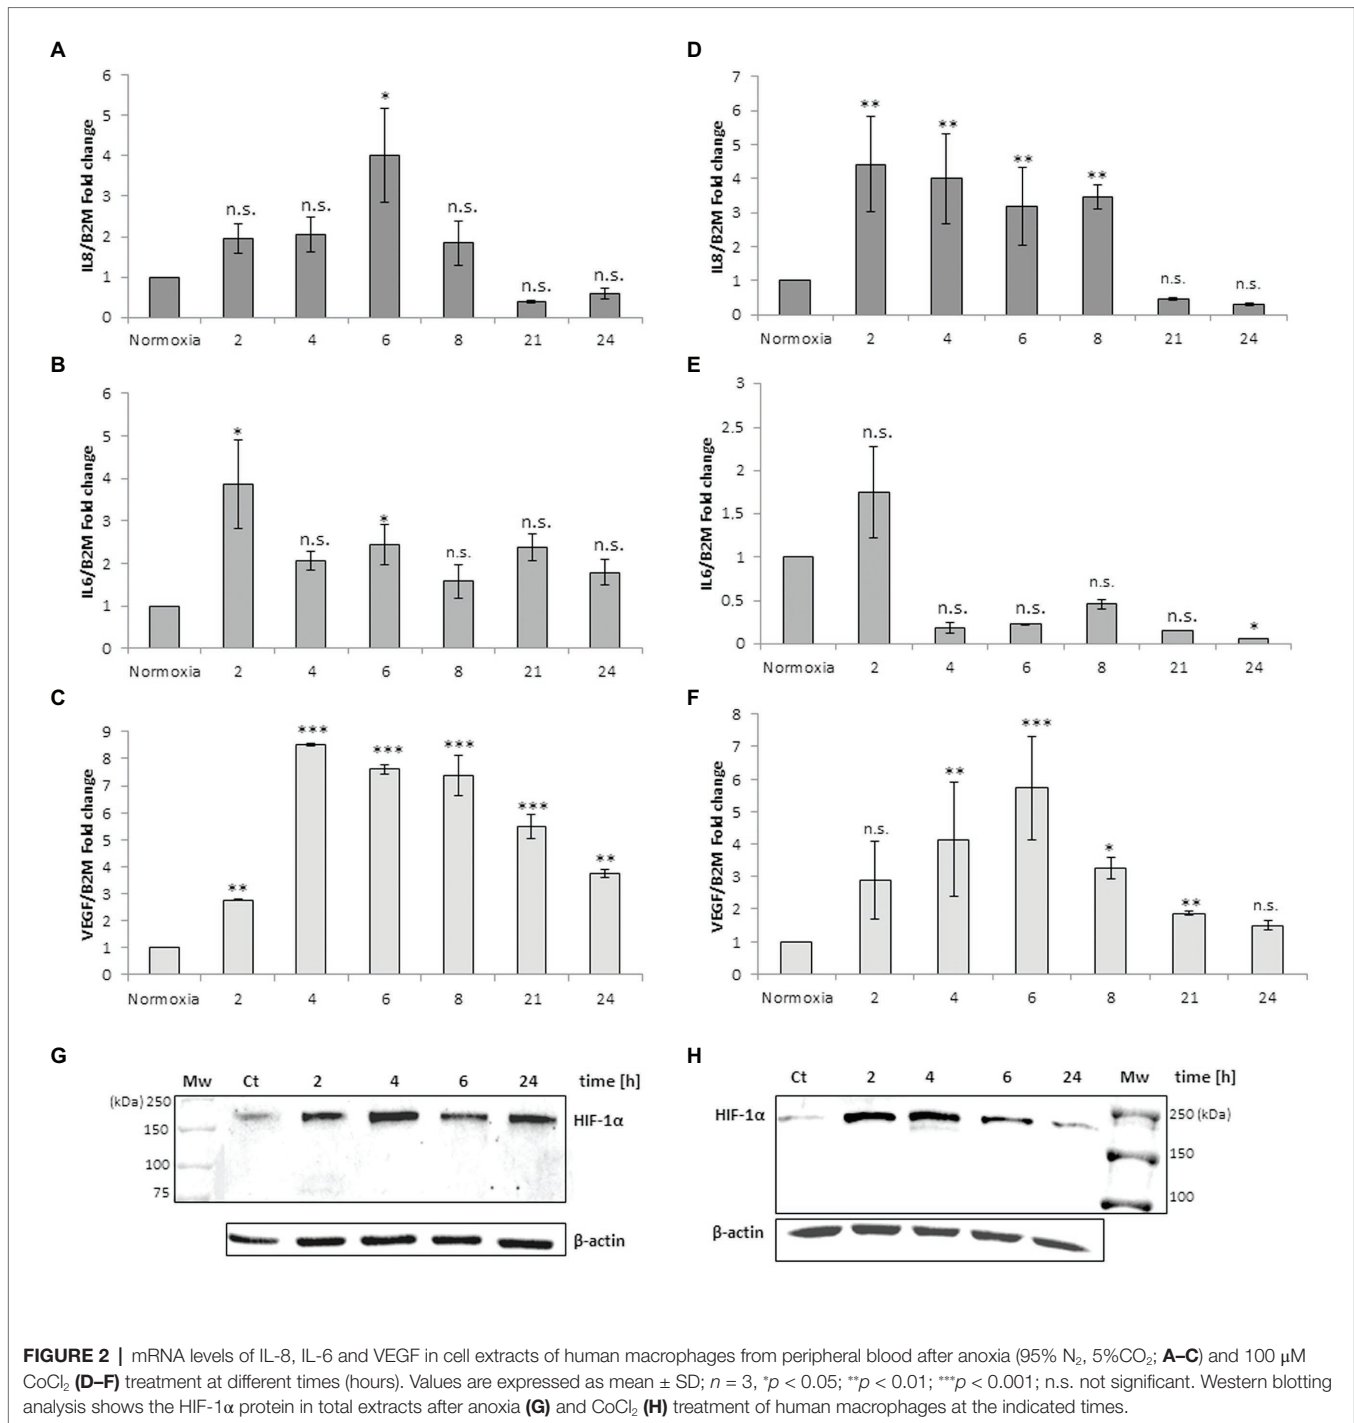 A
IL8/B2M Fold change
6
5
4
3
2
1
0
n.s.
n.s.
*
n.s.
n.s.
n.s.
Normoxia 2 4 6 8 21 24
B
IL6/B2M Fold change
6
5
4
3
2
1
0
*
n.s.
*
n.s.
n.s.
n.s.
Normoxia 2 4 6 8 21 24
C
VEGF/B2M Fold change
9
8
7
6
5
4
3
2
1
0
**
***
***
***
***
**
Normoxia 2 4 6 8 21 24
D
IL8/B2M Fold change
7
6
5
4
3
2
1
0
**
**
**
**
n.s.
n.s.
Normoxia 2 4 6 8 21 24
E
IL6/B2M Fold change
3
2.5
2
1.5
1
0.5
0
n.s.
n.s.
n.s.
n.s.
n.s.
*
Normoxia 2 4 6 8 21 24
F
VEGF/B2M Fold change
8
7
6
5
4
3
2
1
0
n.s.
**
***
*
**
n.s.
Normoxia 2 4 6 8 21 24
G
Mw Ct 2 4 6 24 time [h]
(kDa) 250
150
100
75
HIF-1α
β-actin
H
Ct 2 4 6 24 Mw time [h]
HIF-1α
250 (kDa)
150
100
β-actin
FIGURE 2 | mRNA levels of IL-8, IL-6 and VEGF in cell extracts of human macrophages from peripheral blood after anoxia (95% N₂, 5%CO₂; A–C) and 100 μM
CoCl₂ (D–F) treatment at different times (hours). Values are expressed as mean ± SD; n = 3, *p < 0.05; **p < 0.01; ***p < 0.001; n.s. not significant. Western blotting
analysis shows the HIF-1α protein in total extracts after anoxia (G) and CoCl₂ (H) treatment of human macrophages at the indicated times.